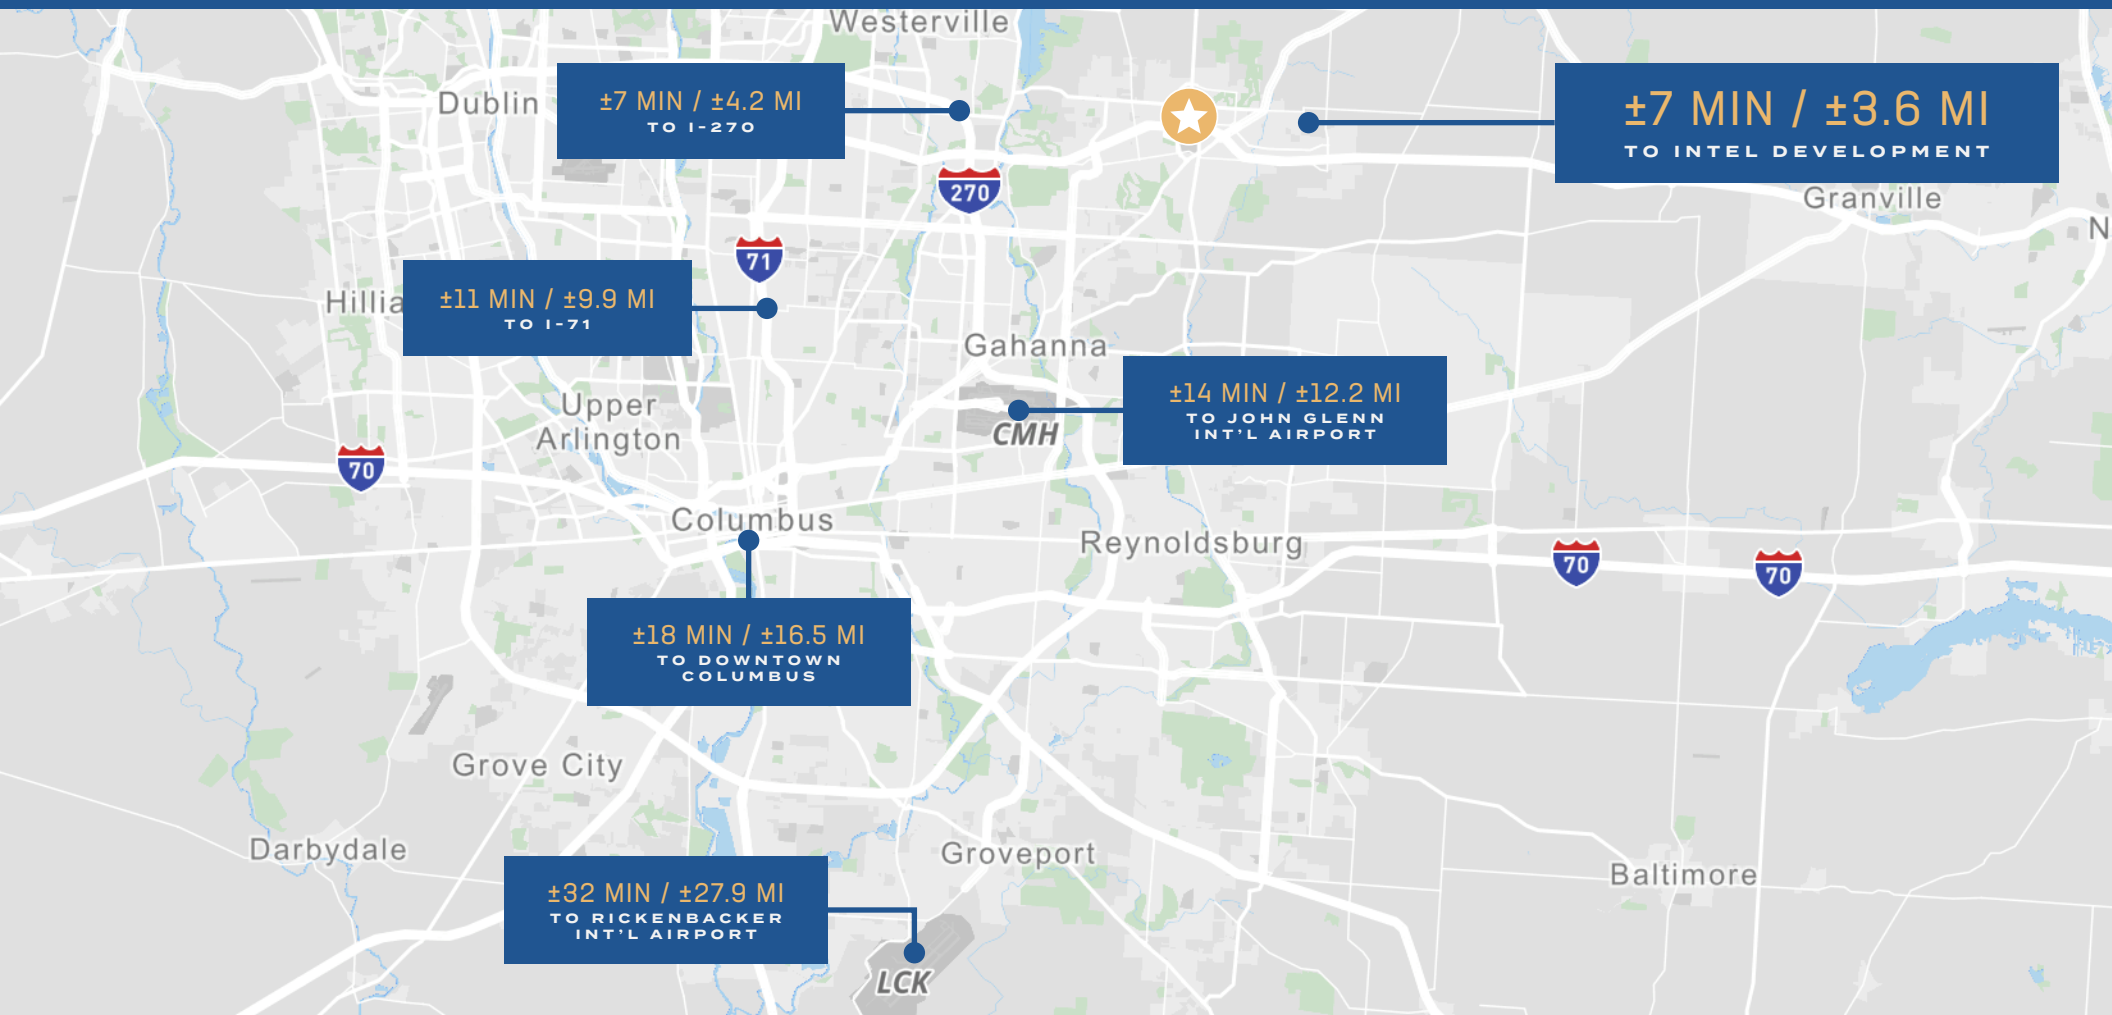 Westerville
Dublin
±7 MIN / ±4.2 MI
TO I-270
±7 MIN / ±3.6 MI
TO INTEL DEVELOPMENT
270
Granville
N
71
±11 MIN / ±9.9 MI
TO I-71
Hillia
Gahanna
±14 MIN / ±12.2 MI
TO JOHN GLENN
INT'L AIRPORT
Upper
Arlington
CMH
70
Columbus
Reynoldsburg
70
70
±18 MIN / ±16.5 MI
TO DOWNTOWN
COLUMBUS
Grove City
Darbydale
Groveport
Baltimore
±32 MIN / ±27.9 MI
TO RICKENBACKER
INT'L AIRPORT
LCK